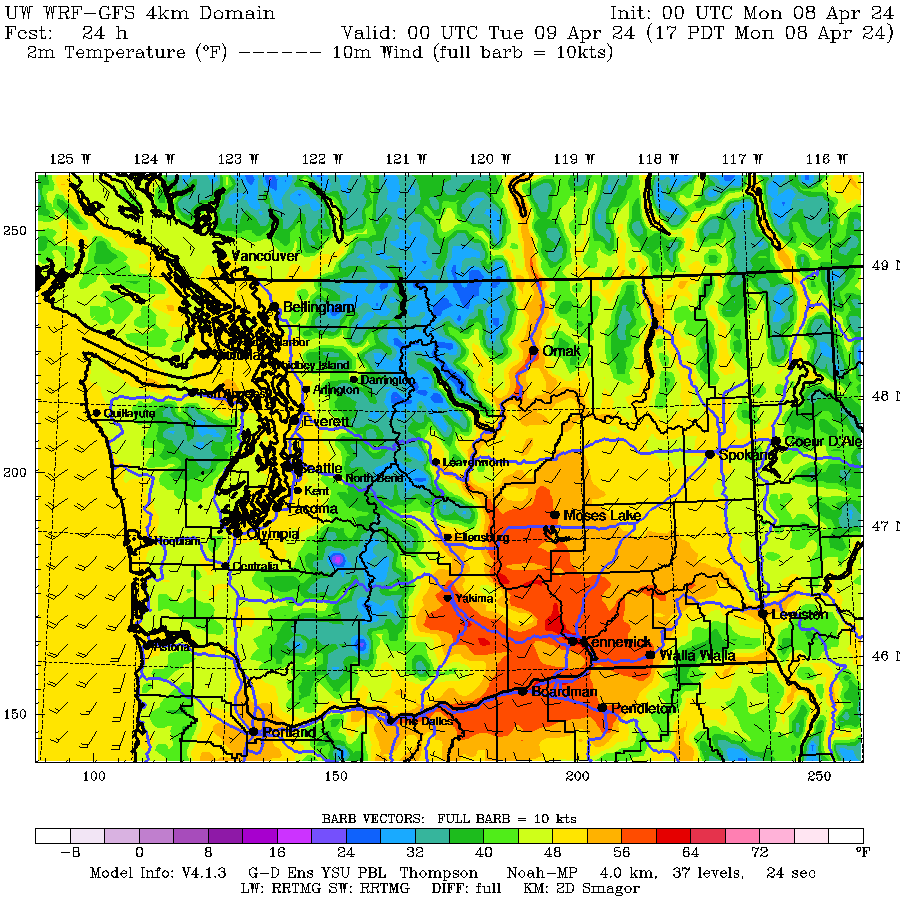 UW WRF-GFS 4km Domain Init: 00 UTC Mon 08 Apr 24
Fcst: 24 h Valid: 00 UTC Tue 09 Apr 24 (17 PDT Mon 08 Apr 24)
2m Temperature (°F) ------ 10m Wind (full barb = 10kts)
125 W 124 W 123 W 122 W 121 W 120 W 119 W 118 W 117 W 116 W
250
Vancouver
49 N
Bellingham
Harbor
Omak
Whidbey Island
Darrington
Arlington
48 N
Port Angeles
Quillayute
Everett
Coeur D'Ale
Spokane
Leavenworth
200
Seattle
North Bend
Kent
Tacoma
Moses Lake
47 N
Olympia
Ellensburg
Hoquiam
Centralia
Yakima
Lewiston
Kennewick
Astoria
Walla Walla
46 N
Boardman
Pendleton
150
The Dalles
Portland
100 150 200 250
BARB VECTORS: FULL BARB = 10 kts
-8 0 8 16 24 32 40 48 56 64 72 °F
Model Info: V4.1.3 G-D Ens YSU PBL Thompson Noah-MP 4.0 km, 37 levels, 24 sec
LW: RRTMG SW: RRTMG DIFF: full KM: 2D Smagor